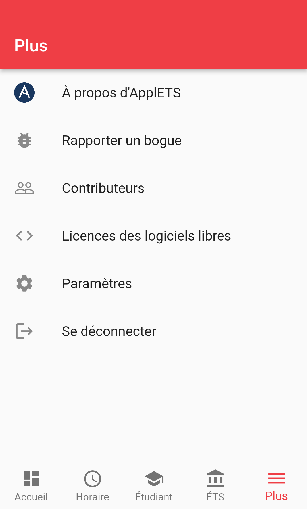 Plus
À propos d'ApplETS
Rapporter un bogue
Contributeurs
Licences des logiciels libres
Paramètres
Se déconnecter
Accueil
Horaire
Étudiant
ÉTS
Plus